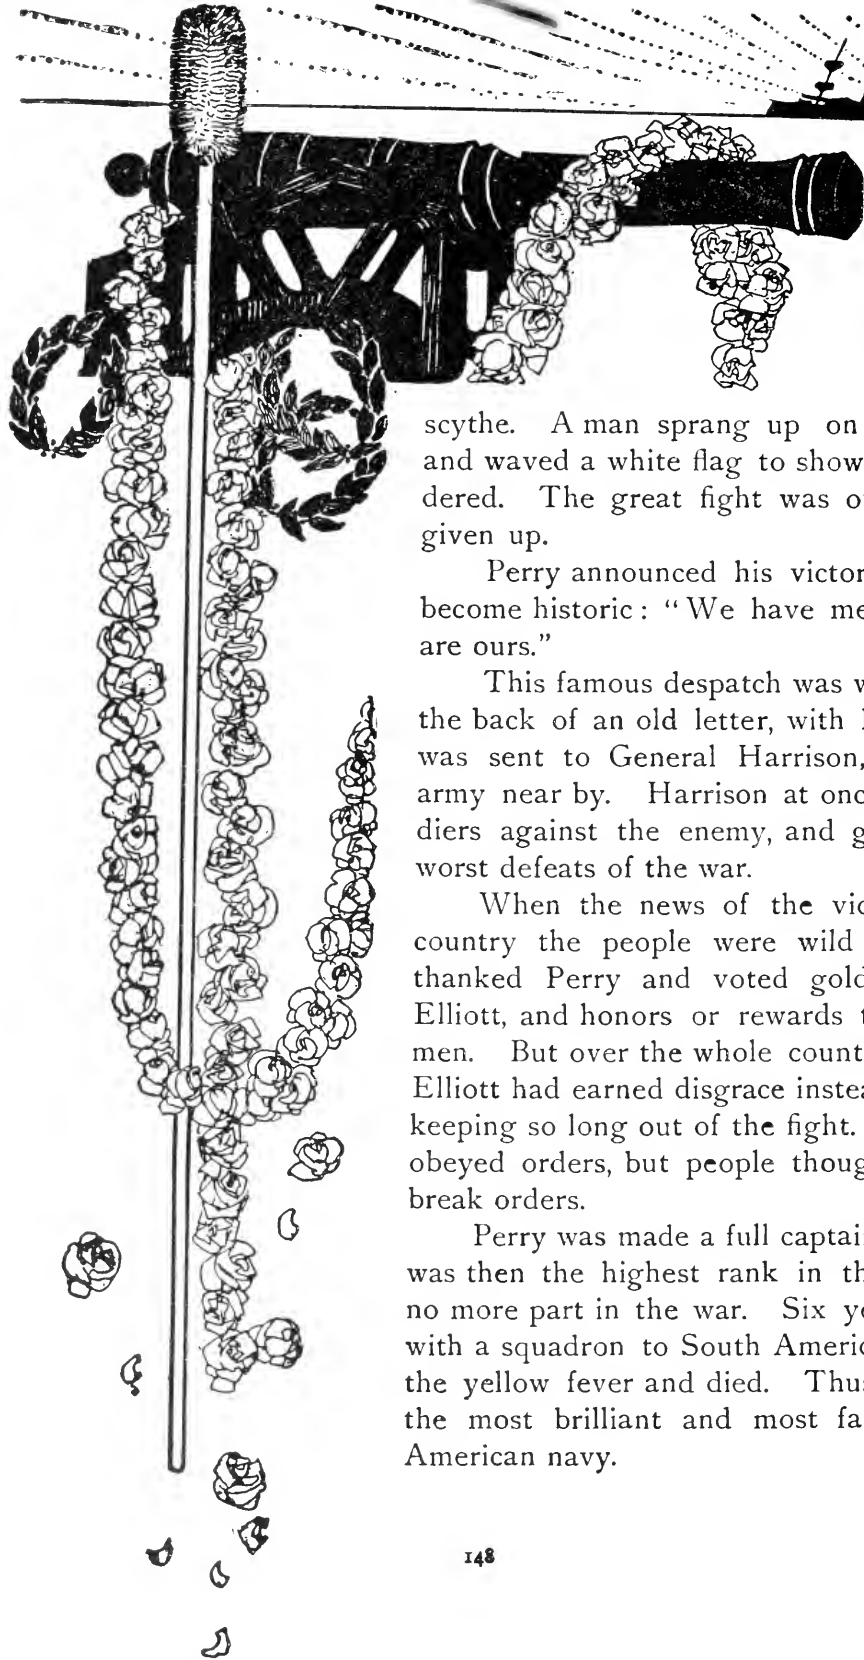 scythe. A man sprang up on
and waved a white flag to show
dered. The great fight was o
given up.
Perry announced his victor
become historic: “We have me
are ours.”
This famous despatch was w
the back of an old letter, with
was sent to General Harrison,
army near by. Harrison at onc
diers against the enemy, and g
worst defeats of the war.
When the news of the vic
country the people were wild
thanked Perry and voted gold
Elliott, and honors or rewards t
men. But over the whole count
Elliott had earned disgrace instea
keeping so long out of the fight.
obeyed orders, but people thoug
break orders.
Perry was made a full captai
was then the highest rank in th
no more part in the war. Six ye
with a squadron to South Americ
the yellow fever and died. Thu
the most brilliant and most fa
American navy.
148